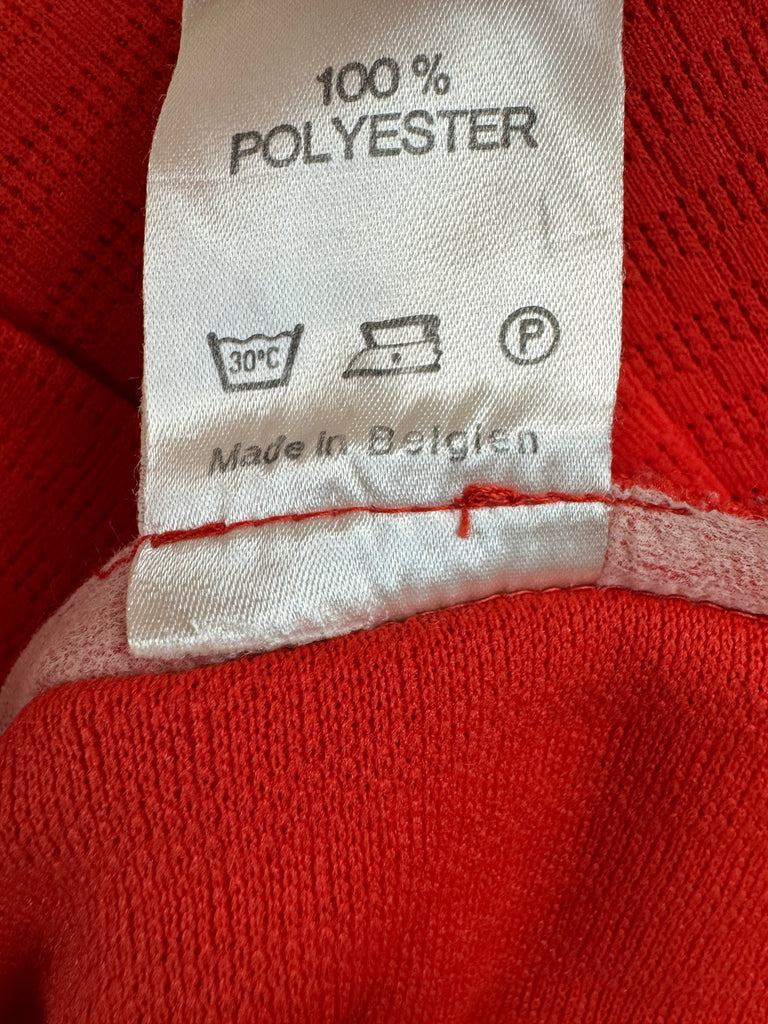 100 %
POLYESTER
30°C P
Made in Belgien